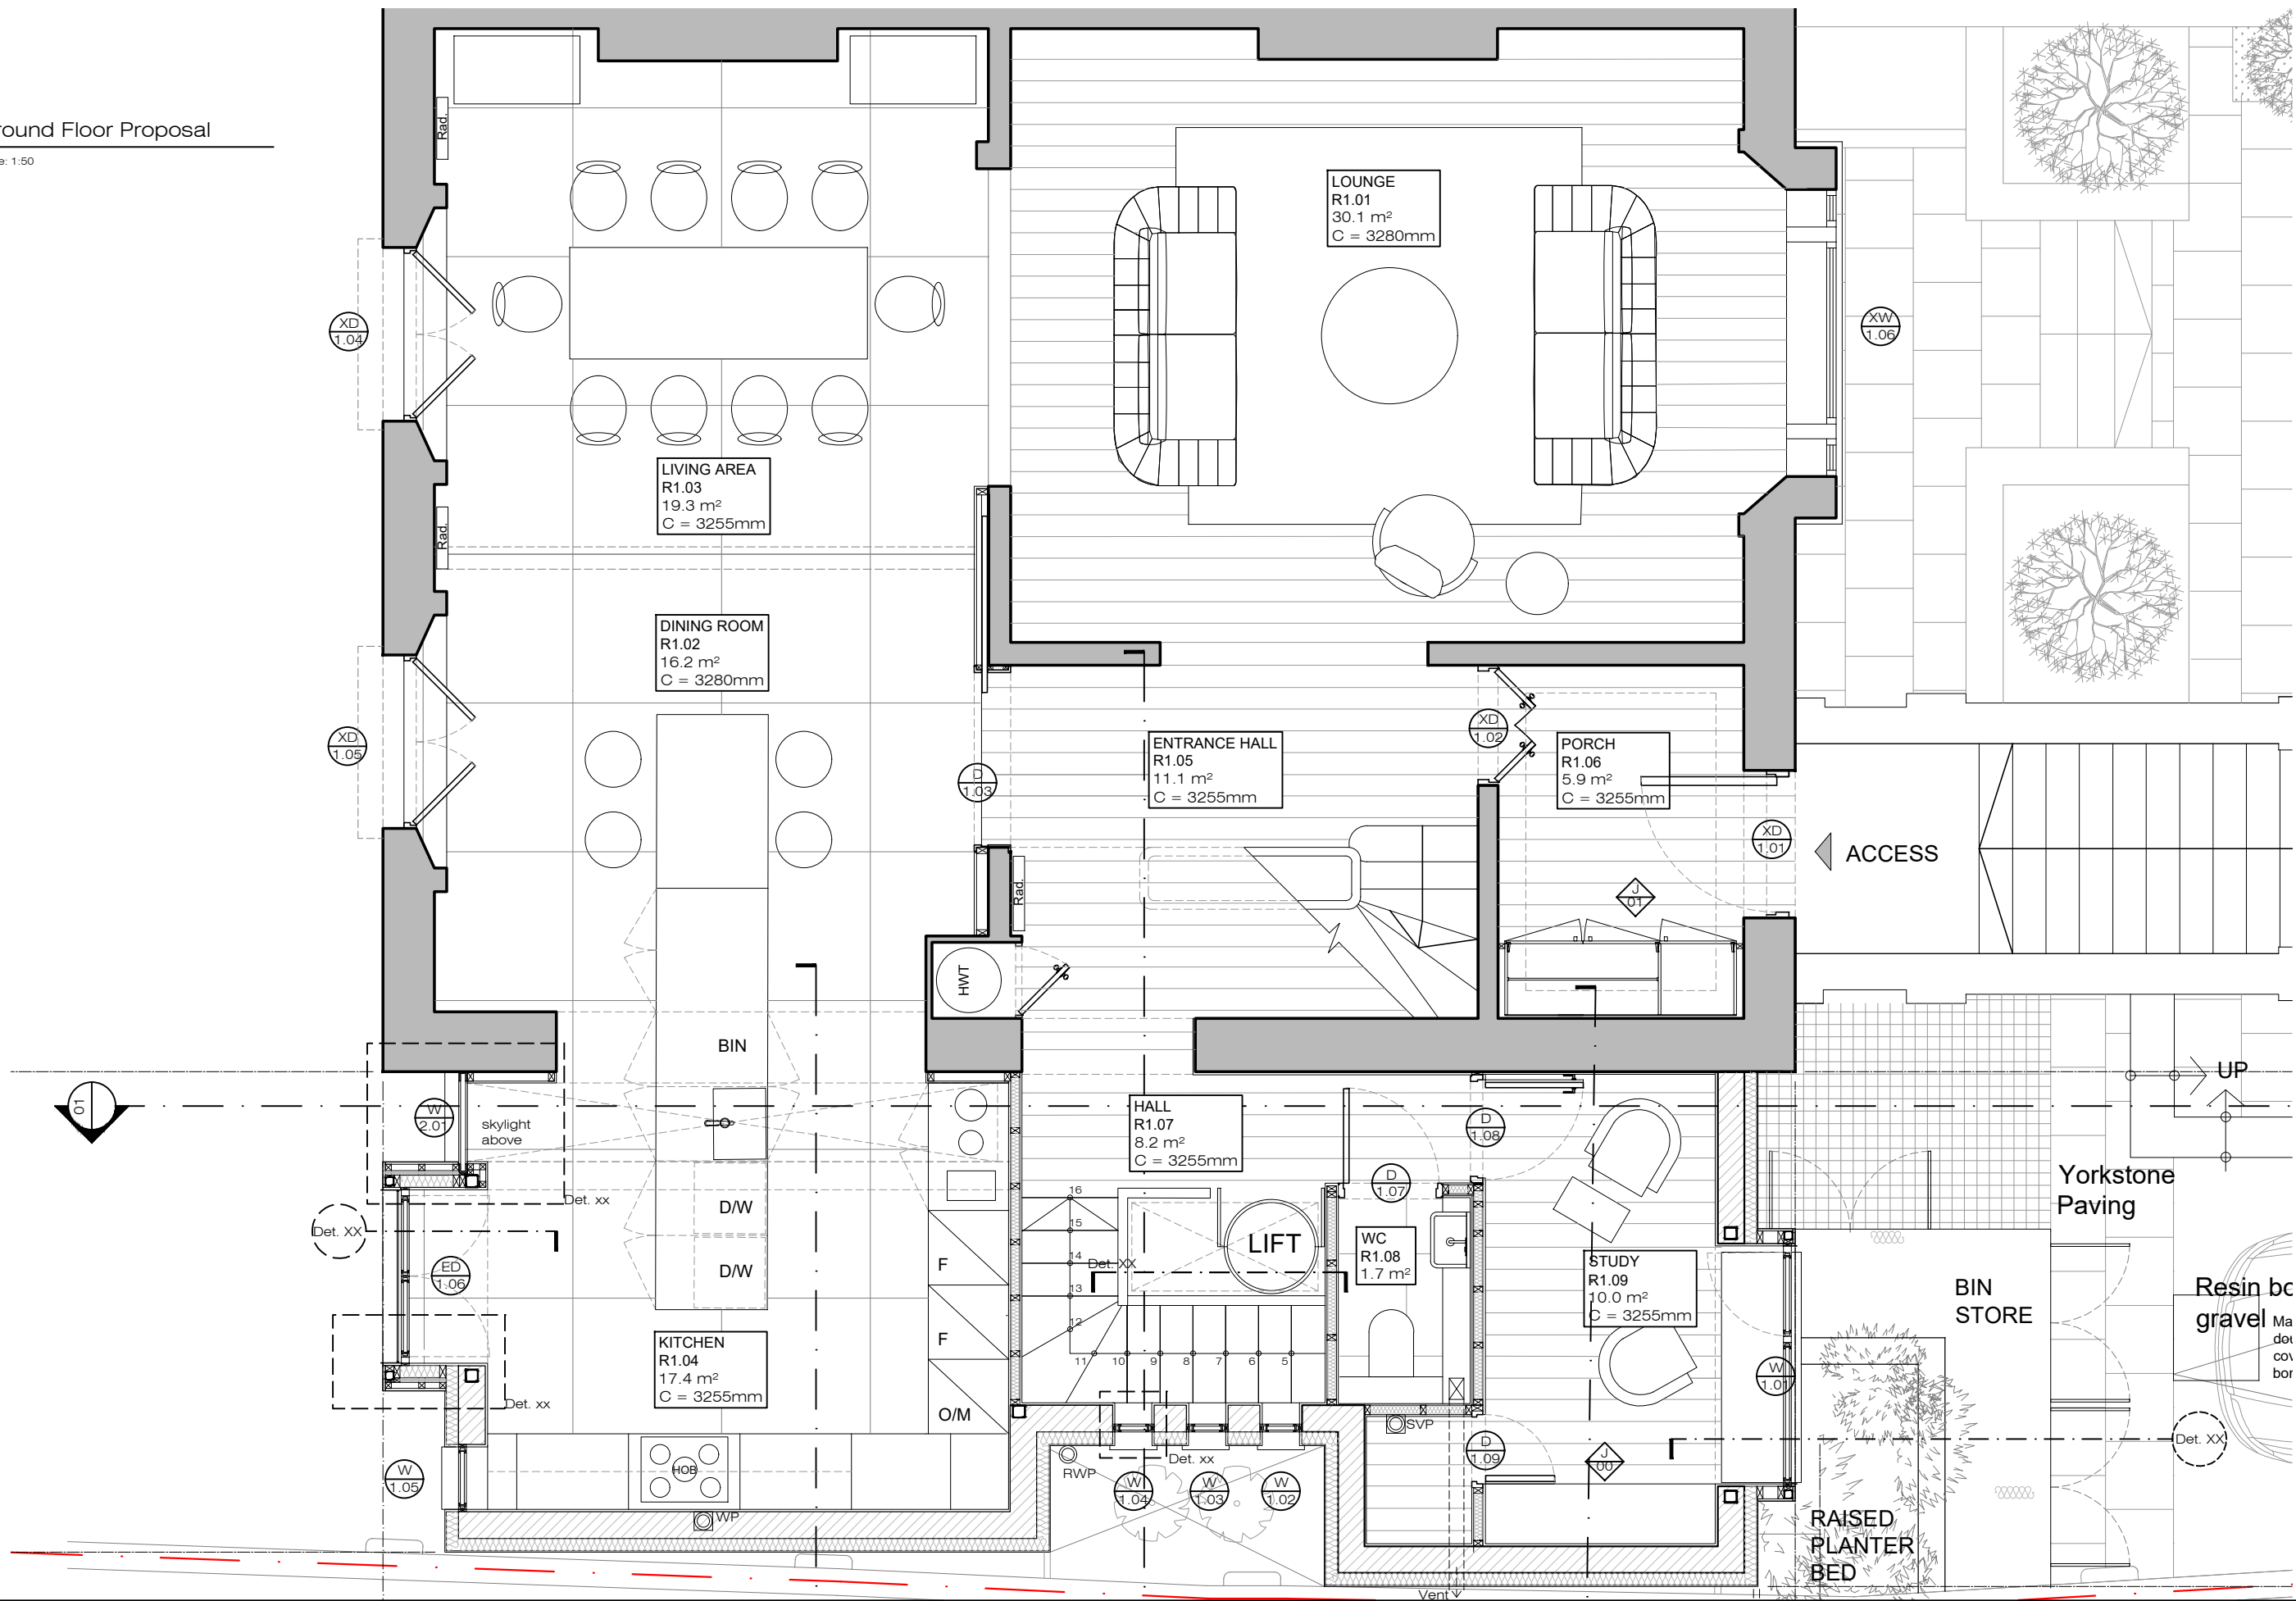 round Floor Proposal
e: 1:50
Rad.
LOUNGE
R1.01
30.1 m²
C = 3280mm
XD
1.04
XW
1.06
LIVING AREA
R1.03
19.3 m²
C = 3255mm
Rad.
DINING ROOM
R1.02
16.2 m²
C = 3280mm
XD
1.05
D
1.03
ENTRANCE HALL
R1.05
11.1 m²
C = 3255mm
XD
1.02
PORCH
R1.06
5.9 m²
C = 3255mm
XD
1.01
ACCESS
Rad.
J
01
HWT
BIN
UP
01
W
2.01
skylight
above
HALL
R1.07
8.2 m²
C = 3255mm
D
1.08
D
1.07
Yorkstone
Paving
Det. xx
Det. XX
D/W
D/W
ED
1.06
F
F
O/M
16
15
14
13
12
11
10
9
8
7
6
5
Det. XX
LIFT
WC
R1.08
1.7 m²
STUDY
R1.09
10.0 m²
C = 3255mm
BIN
STORE
Resin bo
gravel
Ma
dou
cov
bor
KITCHEN
R1.04
17.4 m²
C = 3255mm
Det. xx
W
1.01
SVP
D
1.09
J
00
Det. XX
W
1.05
HOB
WP
RWP
Det. xx
W
1.04
W
1.03
W
1.02
RAISED
PLANTER
BED
Vent